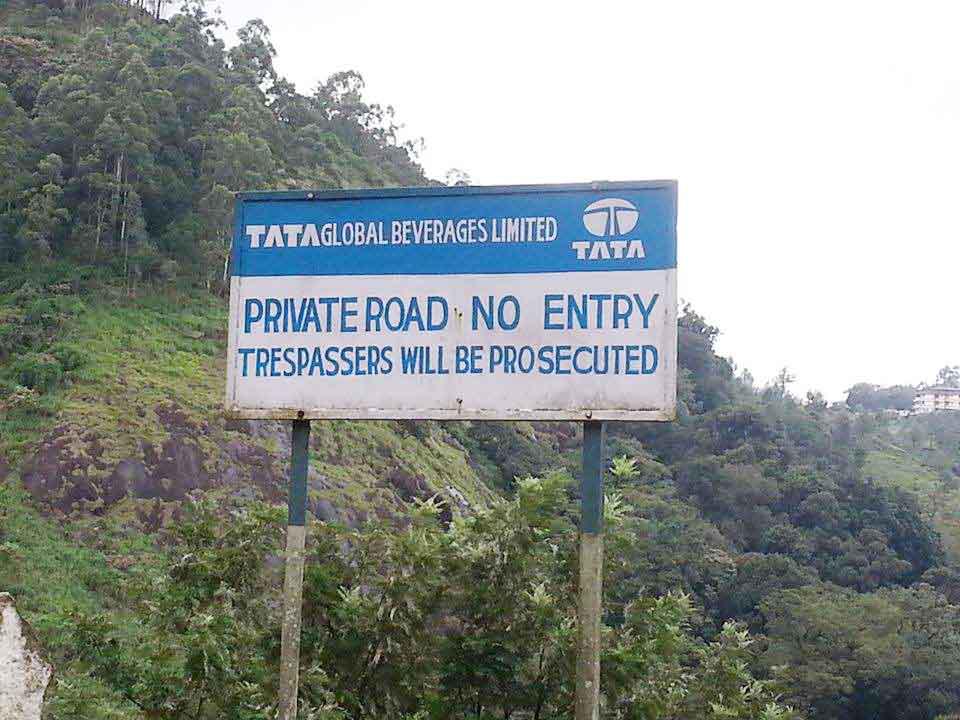 TATA GLOBAL BEVERAGES LIMITED
TATA
PRIVATE ROAD NO ENTRY
TRESPASSERS WILL BE PROSECUTED